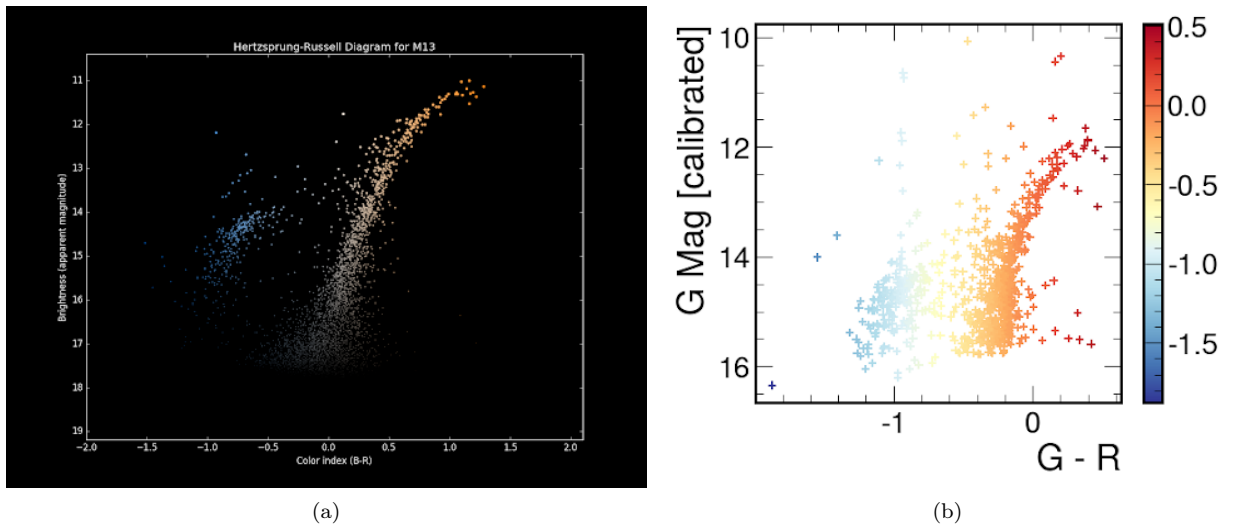 Hertzsprung-Russell Diagram for M13
11
12
13
14
15
16
17
18
19
Brightness (apparent magnitude)
−2.0 −1.5 −1.0 −0.5 0.0 0.5 1.0 1.5 2.0
Color index (B-R)
(a)
10
12
14
16
G Mag [calibrated]
-1 0
G - R
0.5
0.0
-0.5
-1.0
-1.5
(b)